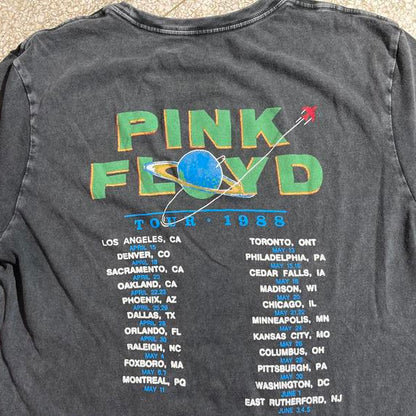 PINK
FLOYD
TOUR · 1988
LOS ANGELES, CA
APRIL 15
DENVER, CO
APRIL 18
SACRAMENTO, CA
APRIL 20
OAKLAND, CA
APRIL 22,23
PHOENIX, AZ
APRIL 25,26
DALLAS, TX
APRIL 28
ORLANDO, FL
APRIL 30
RALEIGH, NC
MAY 4
FOXBORO, MA
MAY 6,7
MONTREAL, PQ
MAY 11
TORONTO, ONT
MAY 13
PHILADELPHIA, PA
MAY 15,16
CEDAR FALLS, IA
MAY 18
MADISON, WI
MAY 20
CHICAGO, IL
MAY 21,22
MINNEAPOLIS, MN
MAY 24
KANSAS CITY, MO
MAY 26
COLUMBUS, OH
MAY 28
PITTSBURGH, PA
MAY 30
WASHINGTON, DC
JUNE 1
EAST RUTHERFORD, NJ
JUNE 3,4,5